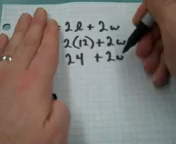 = 2l + 2w
2(12) + 2w
24 + 2w